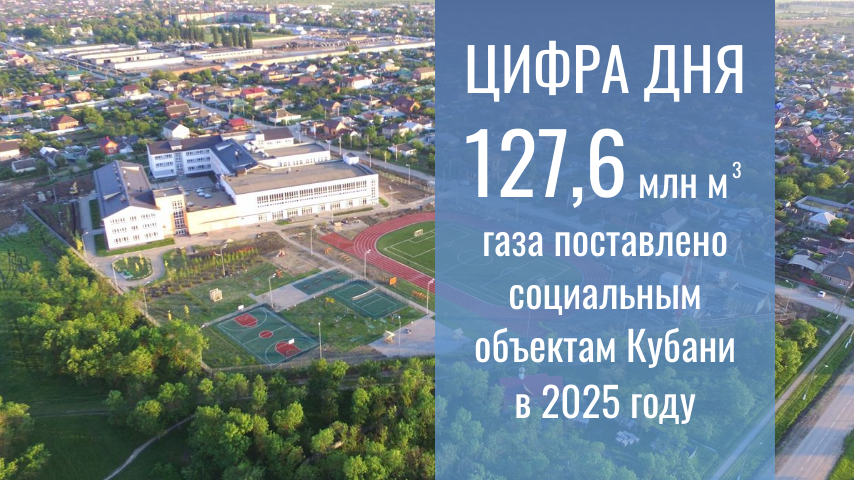 ЦИФРА ДНЯ
127,6 млн м³
газа поставлено
социальным
объектам Кубани
в 2025 году